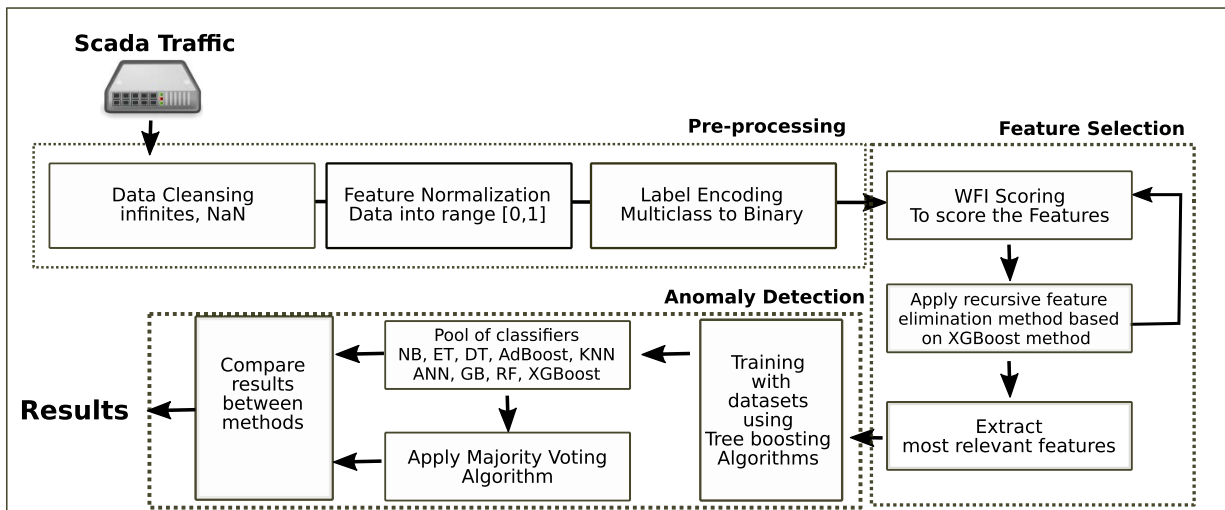 Scada Traffic
Pre-processing
Data Cleansing
infinites, NaN
Feature Normalization
Data into range [0,1]
Label Encoding
Multiclass to Binary
Feature Selection
WFI Scoring
To score the Features
Apply recursive feature
elimination method based
on XGBoost method
Extract
most relevant features
Anomaly Detection
Training
with
datasets
using
Tree boosting
Algorithms
Pool of classifiers
NB, ET, DT, AdBoost, KNN
ANN, GB, RF, XGBoost
Apply Majority Voting
Algorithm
Compare
results
between
methods
Results